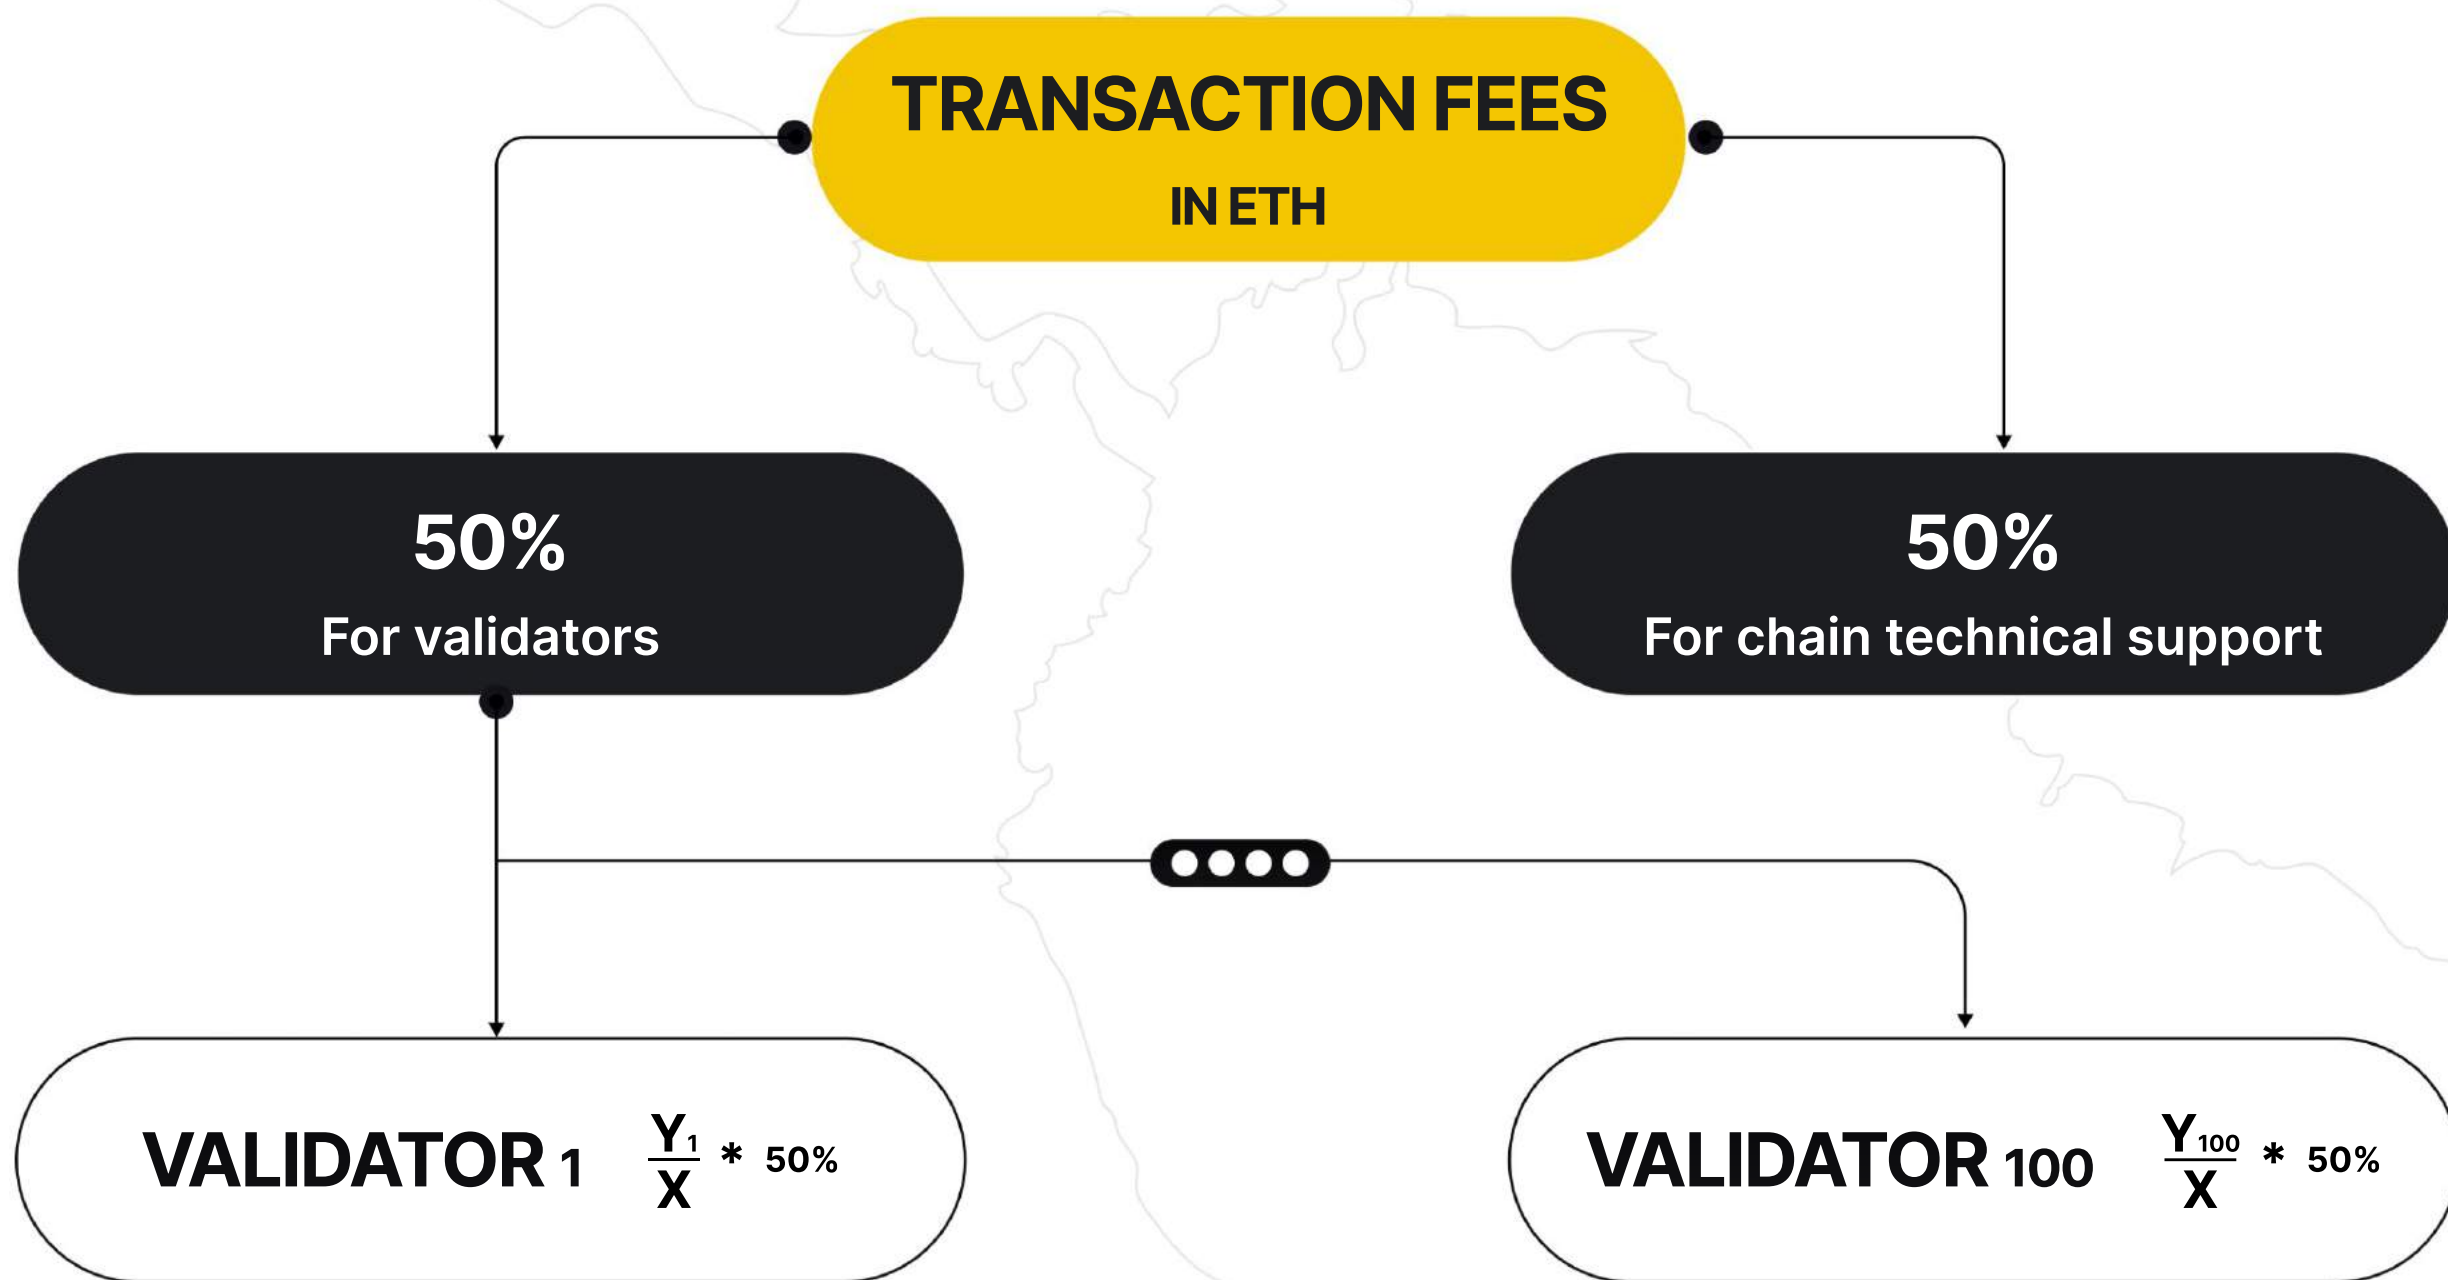 TRANSACTION FEES
IN ETH
50%
For validators
50%
For chain technical support
VALIDATOR 1 Y1/X * 50%
VALIDATOR 100 Y100/X * 50%